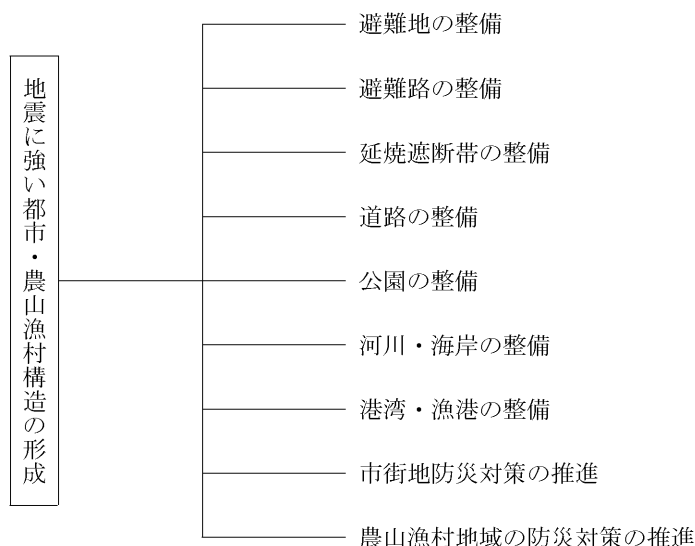 地震に強い都市・農山漁村構造の形成
避難地の整備
避難路の整備
延焼遮断帯の整備
道路の整備
公園の整備
河川・海岸の整備
港湾・漁港の整備
市街地防災対策の推進
農山漁村地域の防災対策の推進